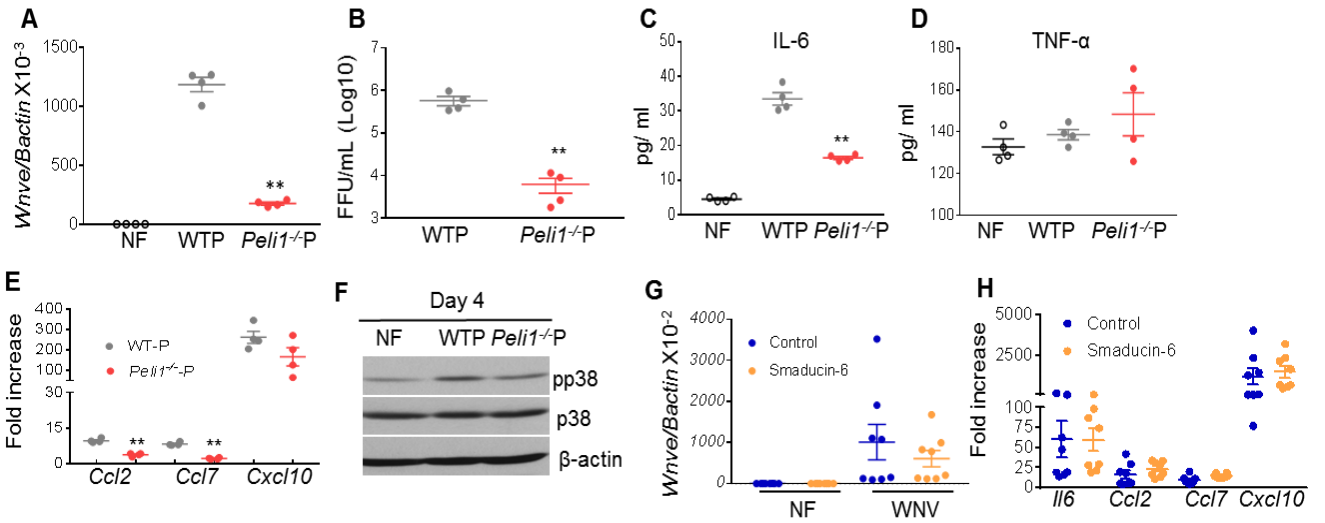 A
Wnve/Bactin X10-3
1500
1000
500
0
**
NF WTP Peli1-/-P
B
FFU/mL (Log10)
7
6
5
4
3
**
WTP Peli1-/-P
C
IL-6
pg/ ml
50
40
30
20
10
0
**
NF WTP Peli1-/-P
D
TNF-α
pg/ ml
180
160
140
120
100
NF WTP Peli1-/-P
E
Fold increase
400
300
200
100
30
15
0
WT-P
Peli1-/--P
** **
Ccl2 Ccl7 Cxcl10
F
Day 4
NF WTP Peli1-/-P
pp38
p38
β-actin
G
Wnve/Bactin X10-2
4000
3000
2000
1000
0
Control
Smaducin-6
NF WNV
H
Fold increase
5000
2500
100
75
50
25
0
Control
Smaducin-6
Il6 Ccl2 Ccl7 Cxcl10